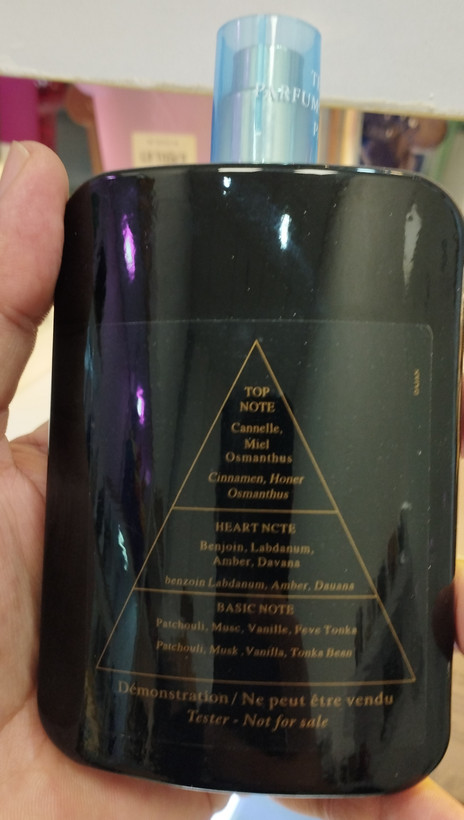 PARFUM
TOP
NOTE
Cannelle,
Miel
Osmanthus
Cinnamen, Honer
Osmanthus
HEART NCTE
Benjoin, Labdanum,
Amber, Davana
benzoin Labdanum, Amber, Dauana
BASIC NOTE
Patchouli, Musc, Vanille, Feve Tonka
Patchouli, Musk ,Vanilla, Tonka Bean
Démonstration / Ne peut être vendu
Tester - Not for sale